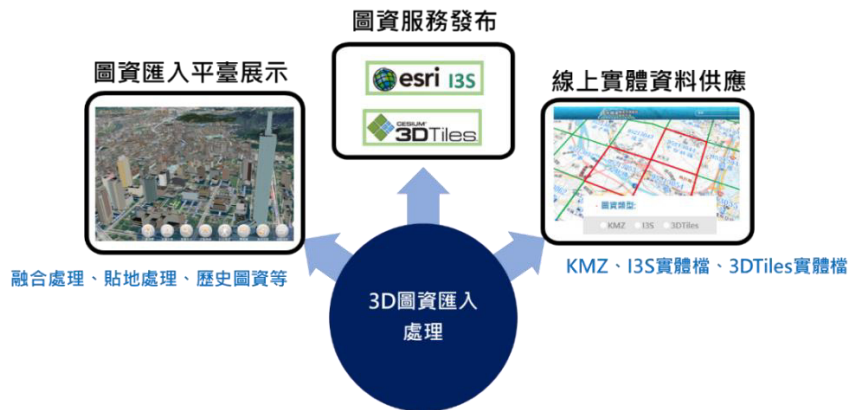 圖資服務發布
esri I3S
CESIUM
3DTiles
圖資匯入平臺展示
融合處理、貼地處理、歷史圖資等
線上實體資料供應
圖資類型:
KMZ I3S 3DTiles
KMZ、I3S實體檔、3DTiles實體檔
3D圖資匯入
處理